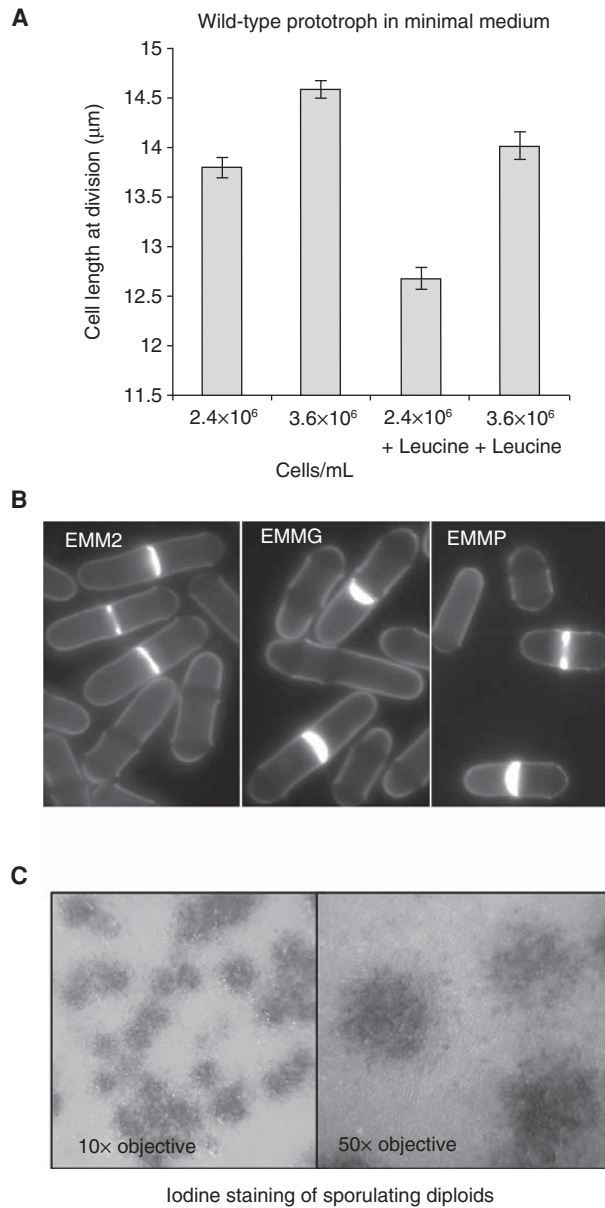 A
Wild-type prototroph in minimal medium
Cell length at division (μm)
15
14.5
14
13.5
13
12.5
12
11.5
2.4×10⁶ 3.6×10⁶ 2.4×10⁶ 3.6×10⁶
+ Leucine + Leucine
Cells/mL
B
EMM2 EMMG EMMP
C
10× objective 50× objective
Iodine staining of sporulating diploids